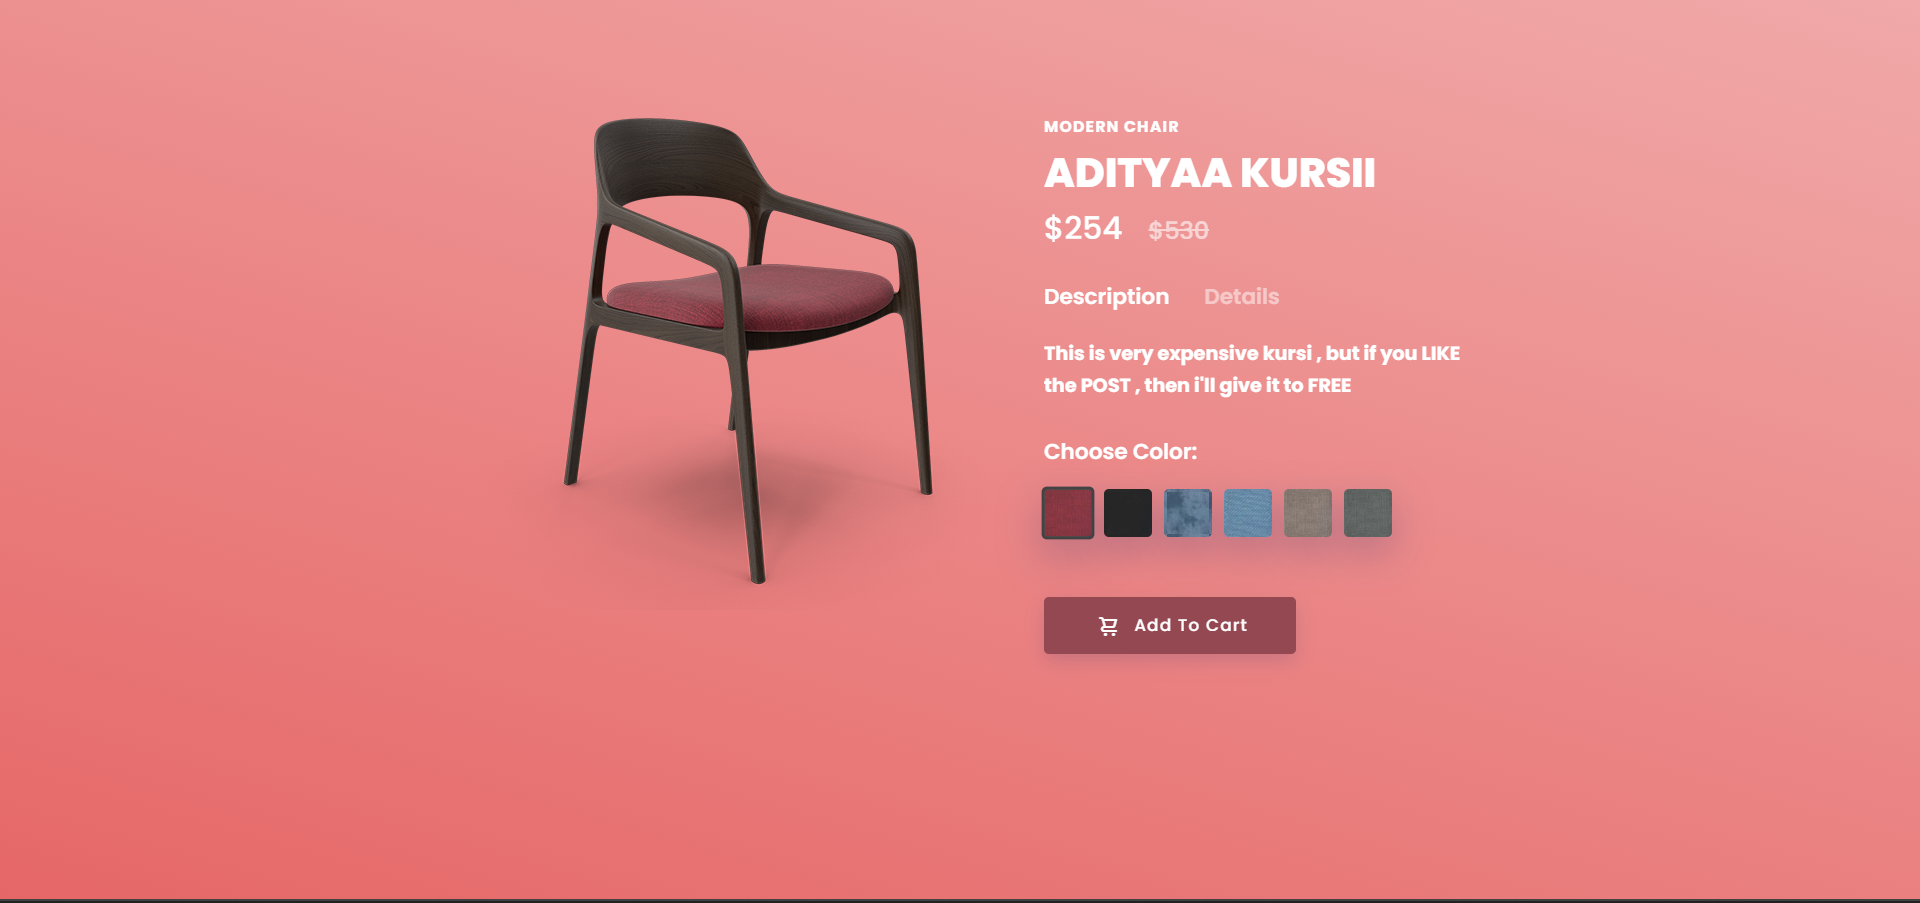 MODERN CHAIR
ADITYAA KURSII
$254 $530
Description Details
This is very expensive kursi , but if you LIKE
the POST , then i'll give it to FREE
Choose Color:
Add To Cart